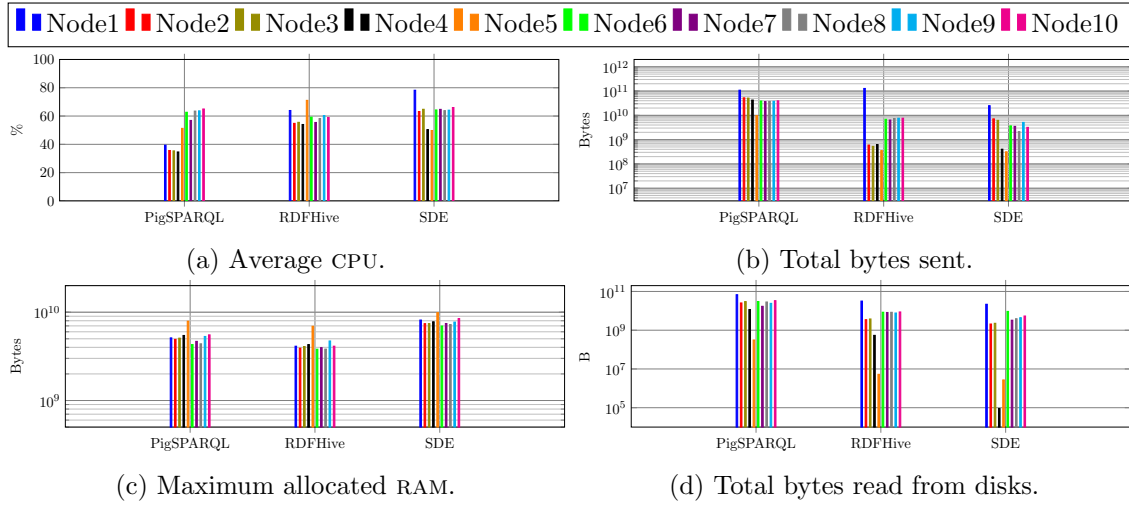 Node1 Node2 Node3 Node4 Node5 Node6 Node7 Node8 Node9 Node10
100
80
60
40
20
0
%
PigSPARQL RDFHive SDE
(a) Average CPU.
10^12
10^11
10^10
10^9
10^8
10^7
Bytes
PigSPARQL RDFHive SDE
(b) Total bytes sent.
10^10
10^9
Bytes
PigSPARQL RDFHive SDE
(c) Maximum allocated RAM.
10^11
10^9
10^7
10^5
B
PigSPARQL RDFHive SDE
(d) Total bytes read from disks.